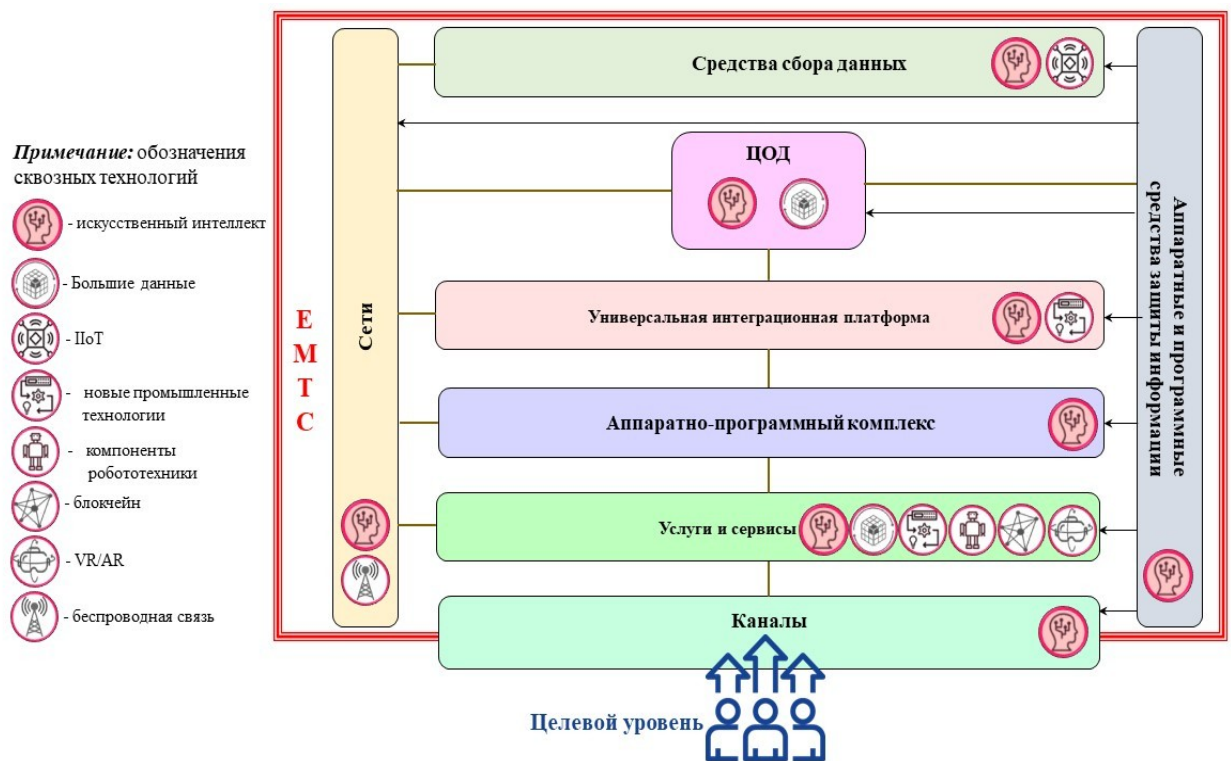 Средства сбора данных
Примечание: обозначения
сквозных технологий
- искусственный интеллект
- Большие данные
- IIoT
- новые промышленные
технологии
- компоненты
робототехники
- блокчейн
- VR/AR
- беспроводная связь
Е
М
Т
С
Сети
ЦОД
Универсальная интеграционная платформа
Аппаратно-программный комплекс
Услуги и сервисы
Каналы
Аппаратные и программные
средства защиты информации
Целевой уровень